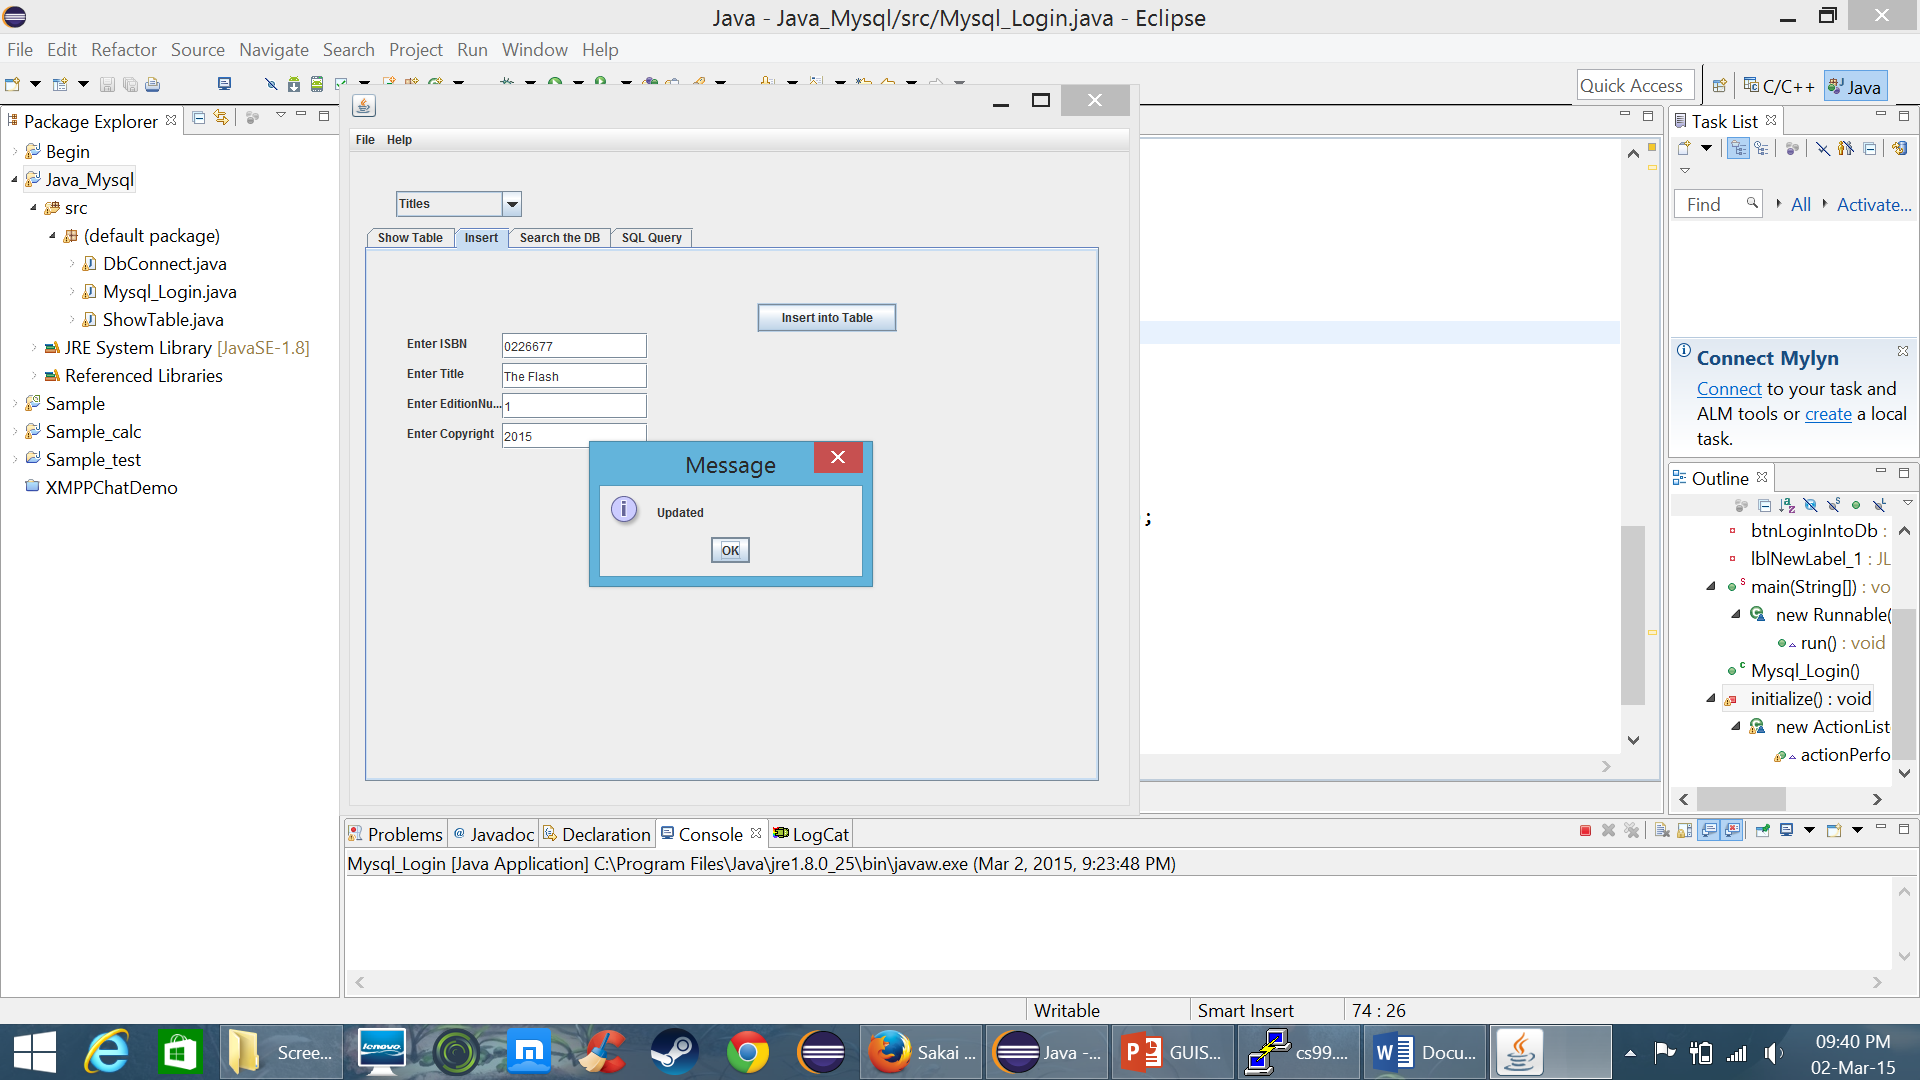 Java - Java_Mysql/src/Mysql_Login.java - Eclipse
File Edit Refactor Source Navigate Search Project Run Window Help
Quick Access
C/C++
Java
Package Explorer
Begin
Java_Mysql
src
(default package)
DbConnect.java
Mysql_Login.java
ShowTable.java
JRE System Library [JavaSE-1.8]
Referenced Libraries
Sample
Sample_calc
Sample_test
XMPPChatDemo
File Help
Titles
Show Table Insert Search the DB SQL Query
Insert into Table
Enter ISBN 0226677
Enter Title The Flash
Enter EditionNu... 1
Enter Copyright 2015
Message
Updated
OK
;
Task List
Find All Activate...
Connect Mylyn
Connect to your task and
ALM tools or create a local
task.
Outline
btnLoginIntoDb :
lblNewLabel_1 : JL
main(String[]) : vo
new Runnable(
run() : void
Mysql_Login()
initialize() : void
new ActionList
actionPerfo
Problems @ Javadoc Declaration Console LogCat
Mysql_Login [Java Application] C:\Program Files\Java\jre1.8.0_25\bin\javaw.exe (Mar 2, 2015, 9:23:48 PM)
Writable Smart Insert 74 : 26
Scree... lenovo Sakai ... Java -... GUIS... cs99.... Docu...
09:40 PM
02-Mar-15